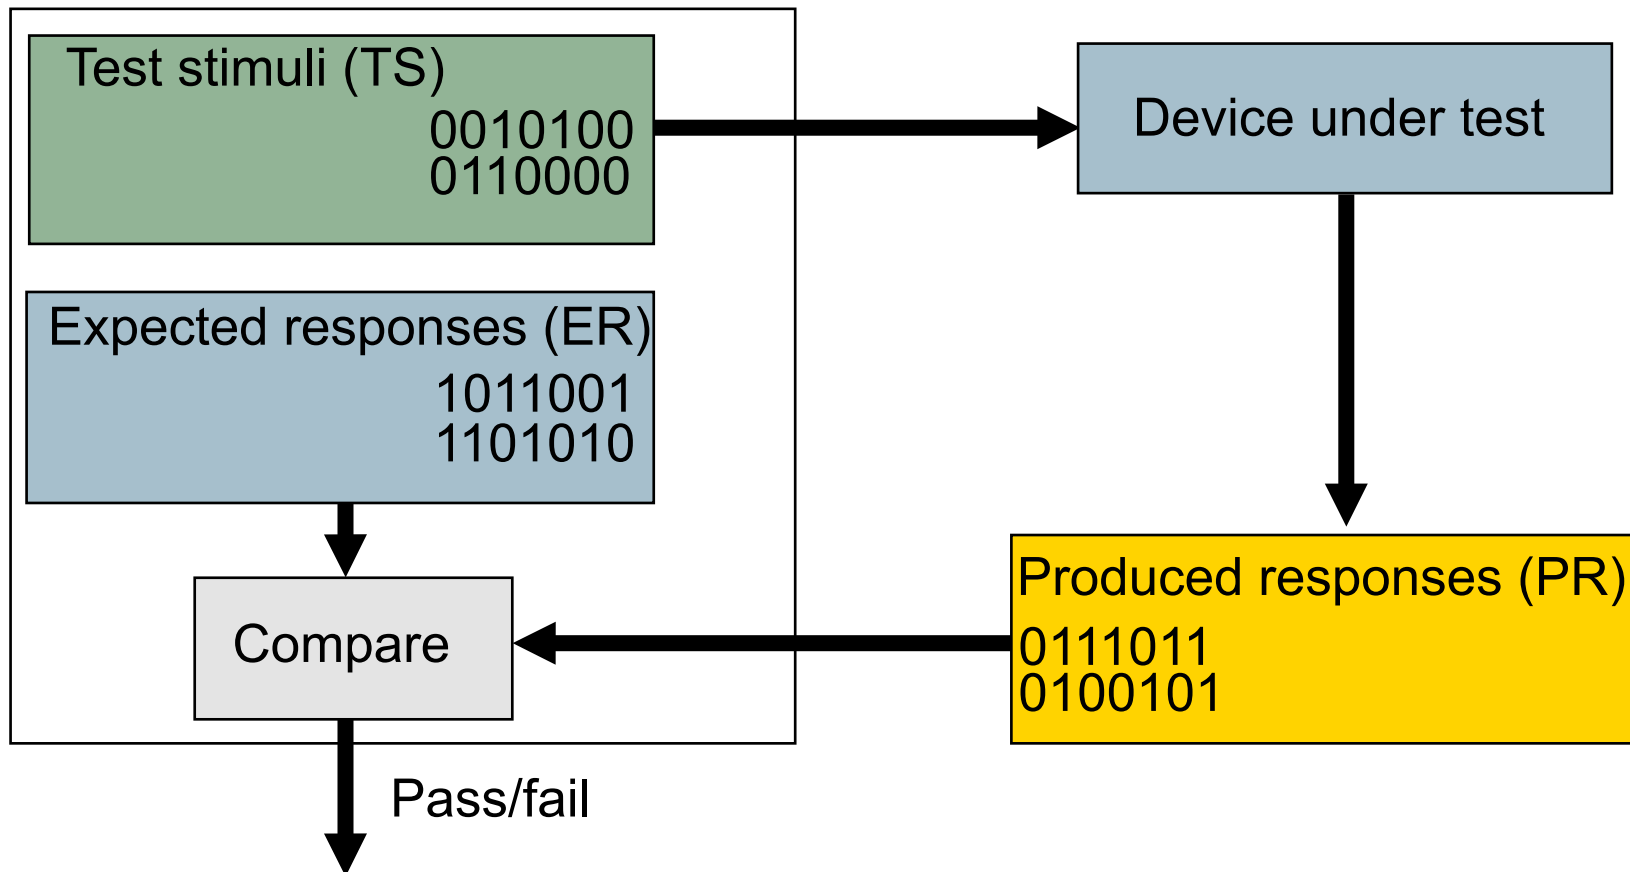 Test stimuli (TS)
0010100
0110000
Device under test
Expected responses (ER)
1011001
1101010
Compare
Produced responses (PR)
0111011
0100101
Pass/fail